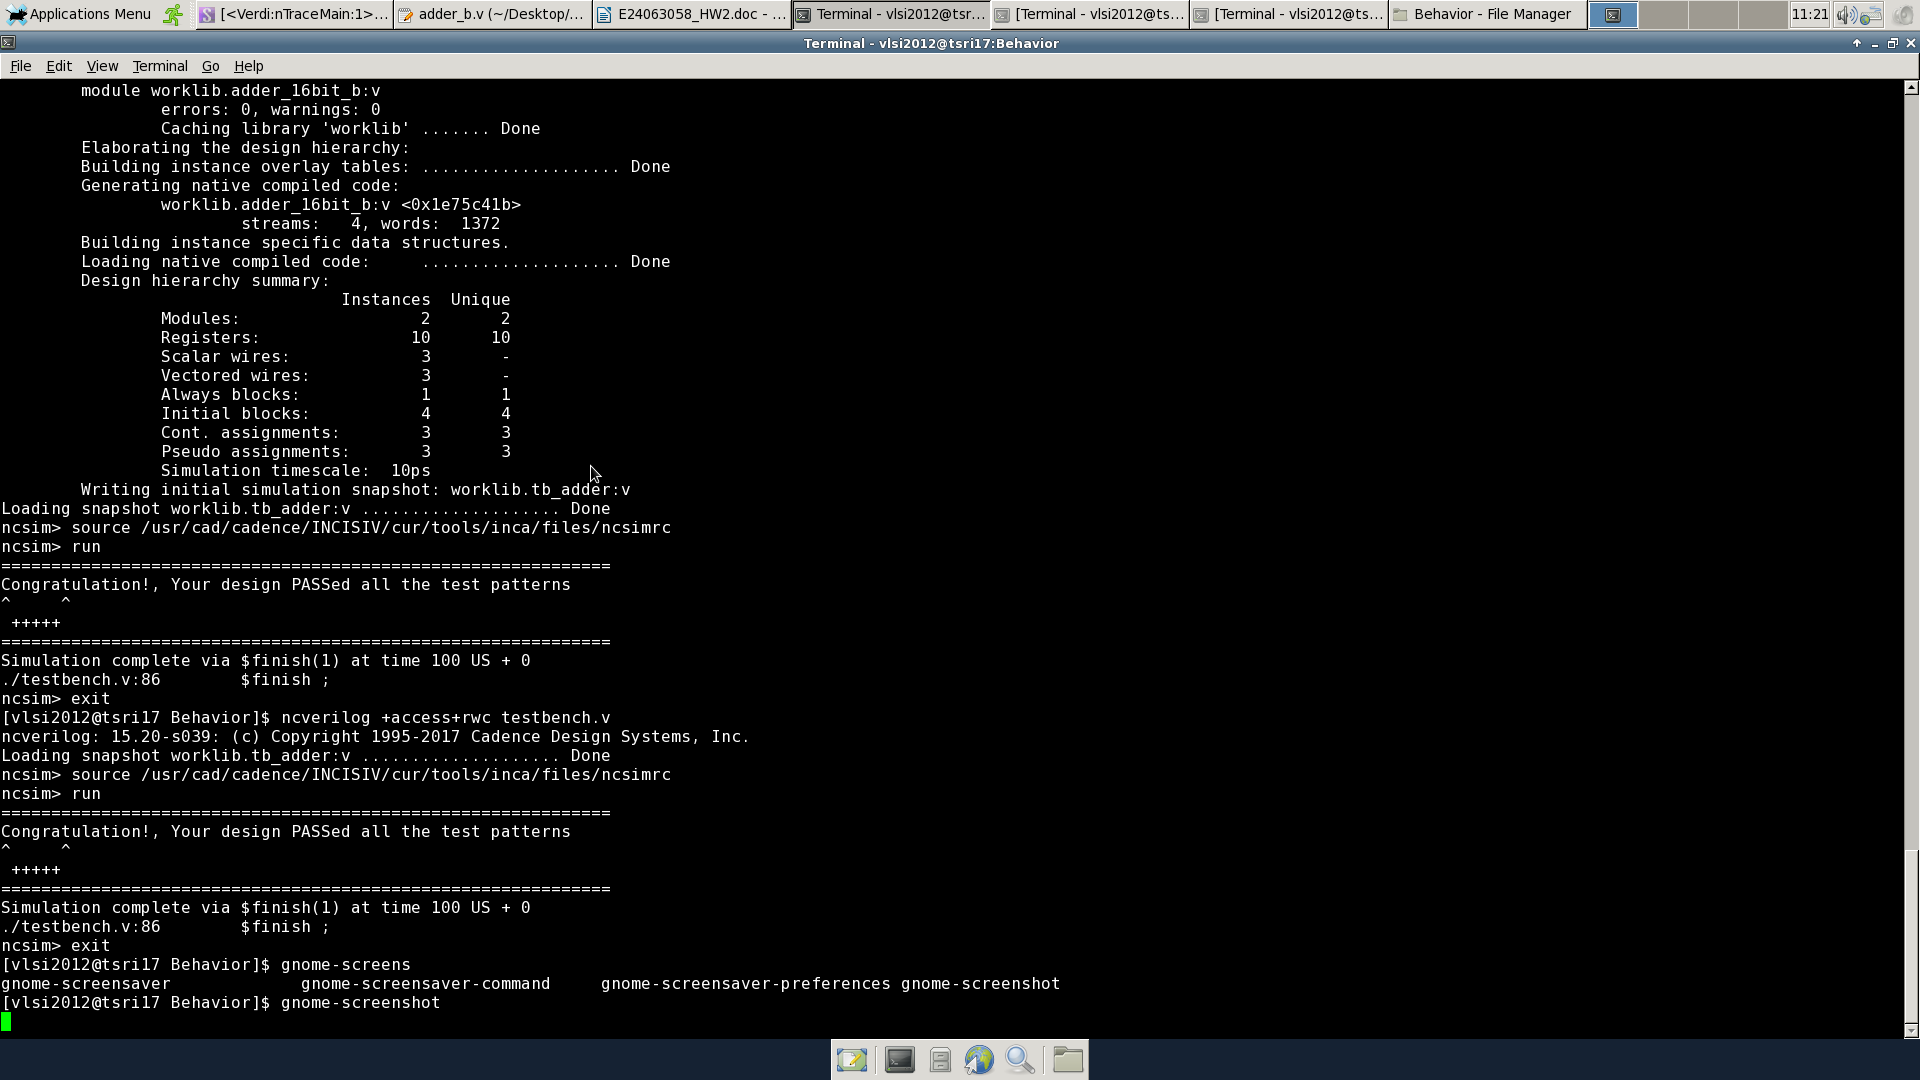 Applications Menu [<Verdi:nTraceMain:1>... adder_b.v (~/Desktop/... E24063058_HW2.doc - ... Terminal - vlsi2012@tsr... [Terminal - vlsi2012@ts... [Terminal - vlsi2012@ts... Behavior - File Manager 11:21
Terminal - vlsi2012@tsri17:Behavior
File Edit View Terminal Go Help
module worklib.adder_16bit_b:v
errors: 0, warnings: 0
Caching library 'worklib' ....... Done
Elaborating the design hierarchy:
Building instance overlay tables: .................... Done
Generating native compiled code:
worklib.adder_16bit_b:v <0x1e75c41b>
streams:   4, words:  1372
Building instance specific data structures.
Loading native compiled code:     .................... Done
Design hierarchy summary:
Instances  Unique
Modules:                  2       2
Registers:               10      10
Scalar wires:             3       -
Vectored wires:           3       -
Always blocks:            1       1
Initial blocks:           4       4
Cont. assignments:        3       3
Pseudo assignments:       3       3
Simulation timescale:  10ps
Writing initial simulation snapshot: worklib.tb_adder:v
Loading snapshot worklib.tb_adder:v .................... Done
ncsim> source /usr/cad/cadence/INCISIV/cur/tools/inca/files/ncsimrc
ncsim> run
=============================================================
Congratulation!, Your design PASSed all the test patterns
^     ^
+++++
=============================================================
Simulation complete via $finish(1) at time 100 US + 0
./testbench.v:86        $finish ;
ncsim> exit
[vlsi2012@tsri17 Behavior]$ ncverilog +access+rwc testbench.v
ncverilog: 15.20-s039: (c) Copyright 1995-2017 Cadence Design Systems, Inc.
Loading snapshot worklib.tb_adder:v .................... Done
ncsim> source /usr/cad/cadence/INCISIV/cur/tools/inca/files/ncsimrc
ncsim> run
=============================================================
Congratulation!, Your design PASSed all the test patterns
^     ^
+++++
=============================================================
Simulation complete via $finish(1) at time 100 US + 0
./testbench.v:86        $finish ;
ncsim> exit
[vlsi2012@tsri17 Behavior]$ gnome-screens
gnome-screensaver             gnome-screensaver-command     gnome-screensaver-preferences gnome-screenshot
[vlsi2012@tsri17 Behavior]$ gnome-screenshot